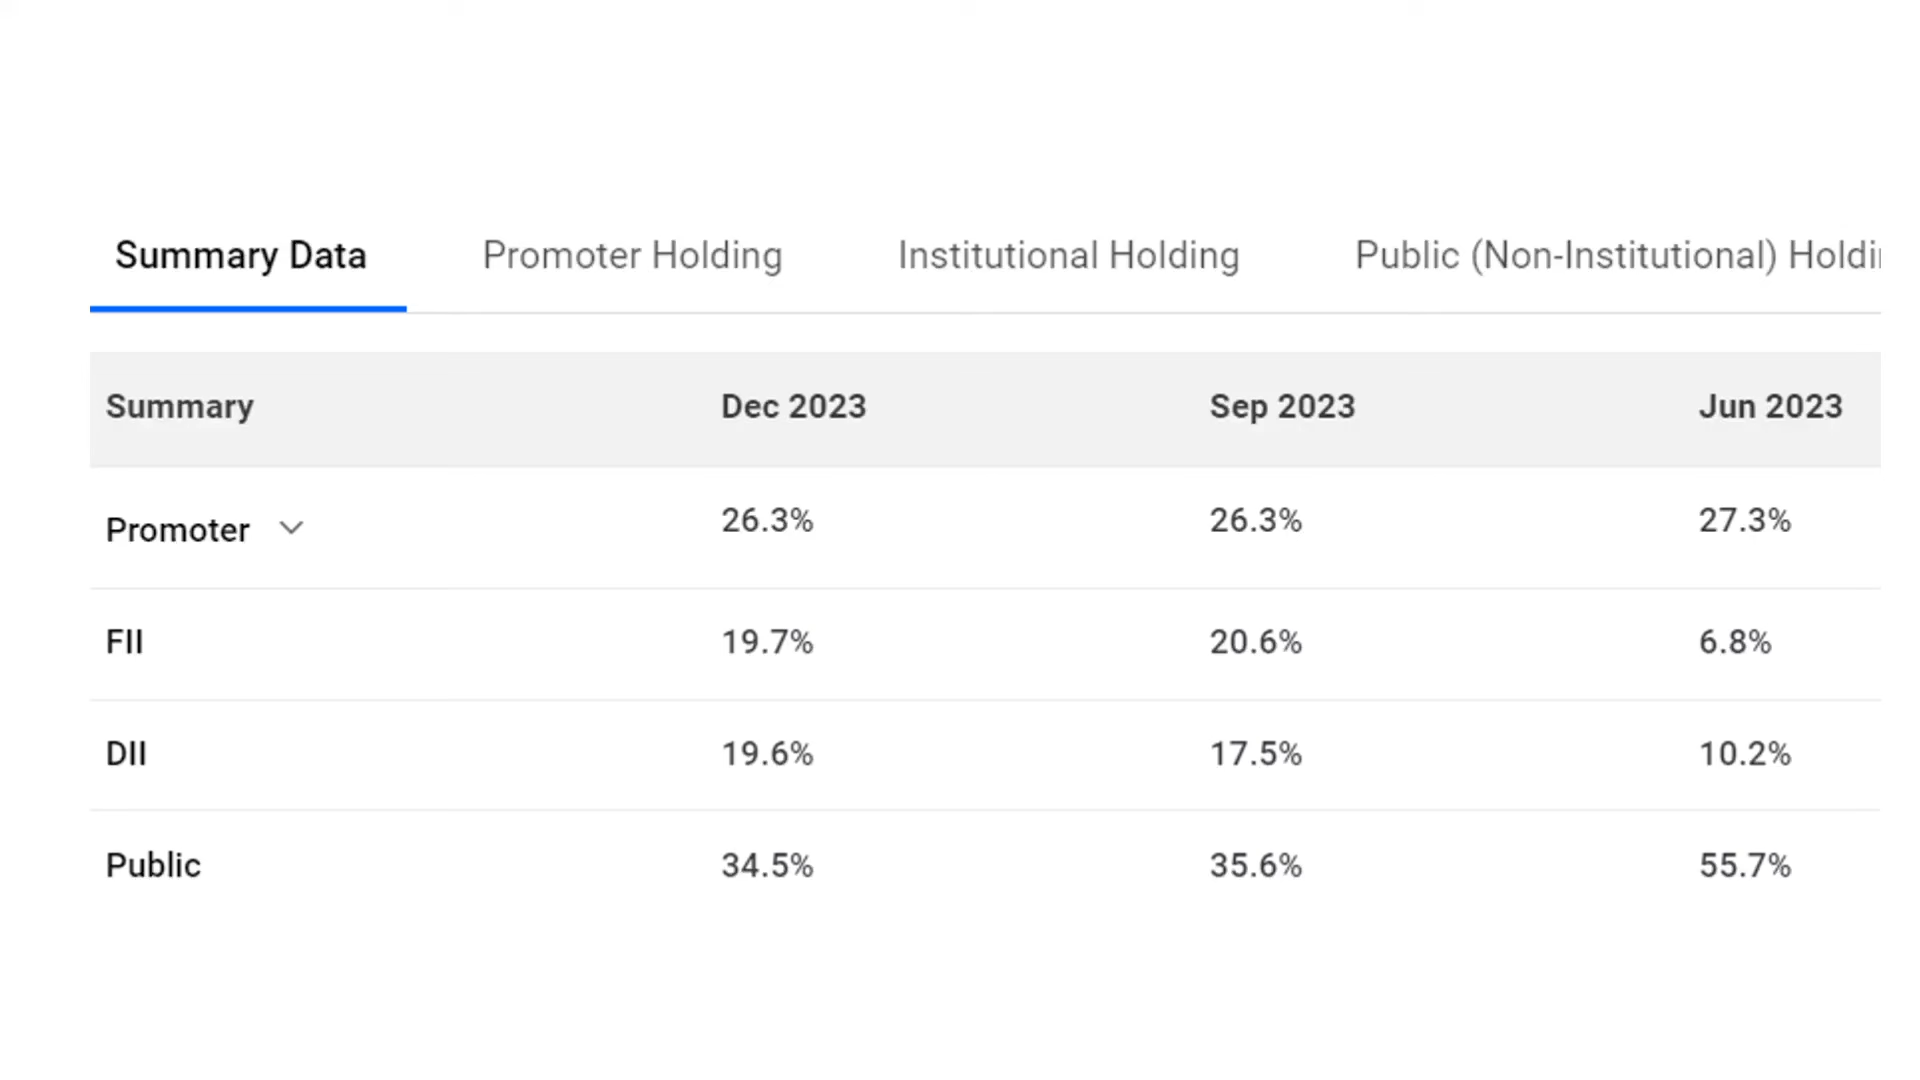 Summary Data Promoter Holding Institutional Holding Public (Non-Institutional)
Summary Dec 2023 Sep 2023 Jun 2023
Promoter 26.3% 26.3% 27.3%
FII 19.7% 20.6% 6.8%
DII 19.6% 17.5% 10.2%
Public 34.5% 35.6% 55.7%